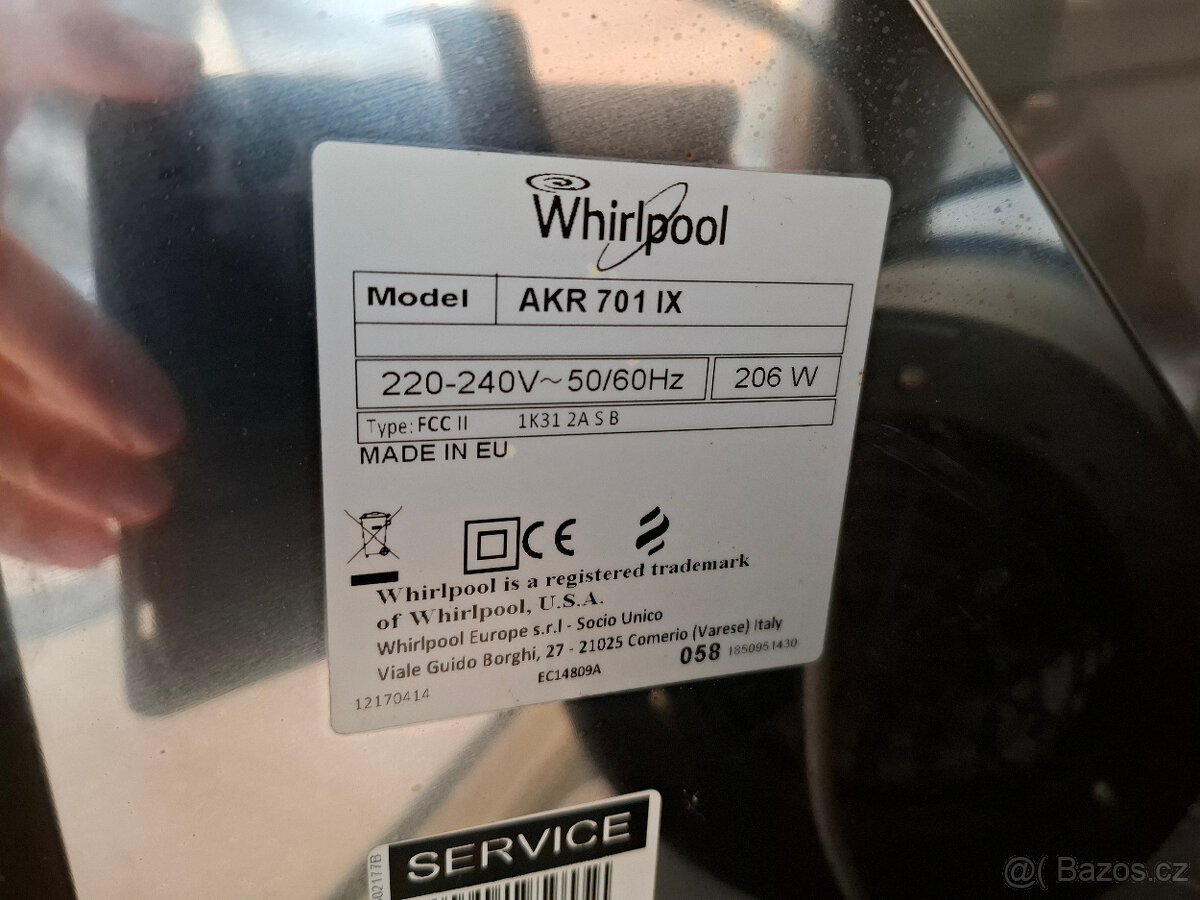 Whirlpool
Model AKR 701 IX
220-240V~50/60Hz 206 W
Type: FCC II 1K31 2A S B
MADE IN EU
CE
Whirlpool is a registered trademark
of Whirlpool, U.S.A.
Whirlpool Europe s.r.l - Socio Unico
Viale Guido Borghi, 27 - 21025 Comerio (Varese) Italy
058 1850951430
EC14809A
12170414
SERVICE
02177B
Bazos.cz